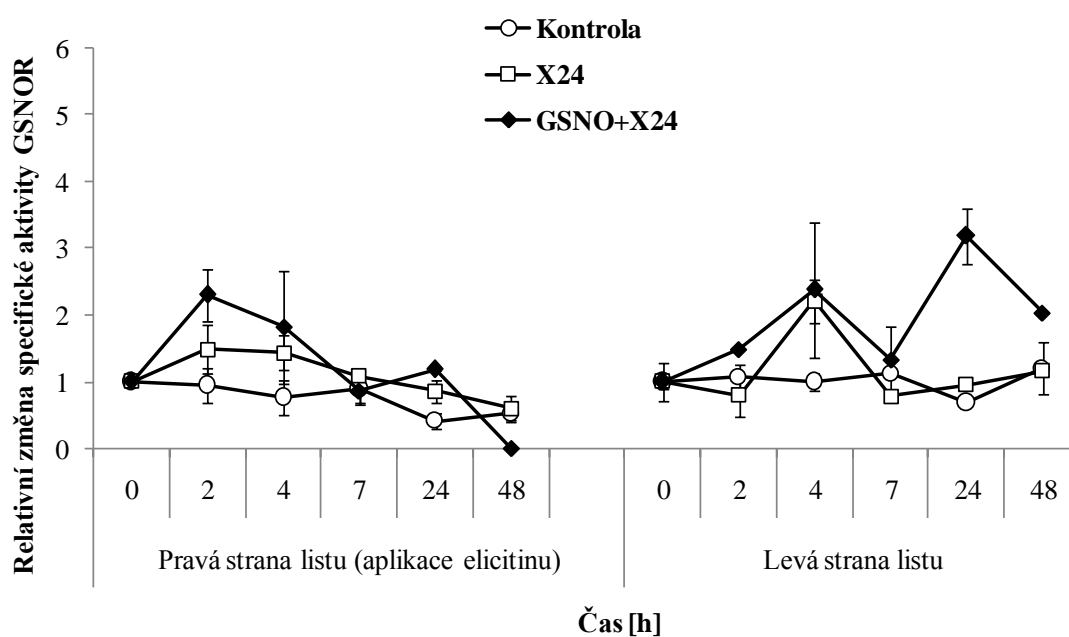 Kontrola
X24
GSNO+X24
Relativní změna specifické aktivity GSNOR
6
5
4
3
2
1
0
0 2 4 7 24 48 0 2 4 7 24 48
Pravá strana listu (aplikace elicitinu) Levá strana listu
Čas [h]